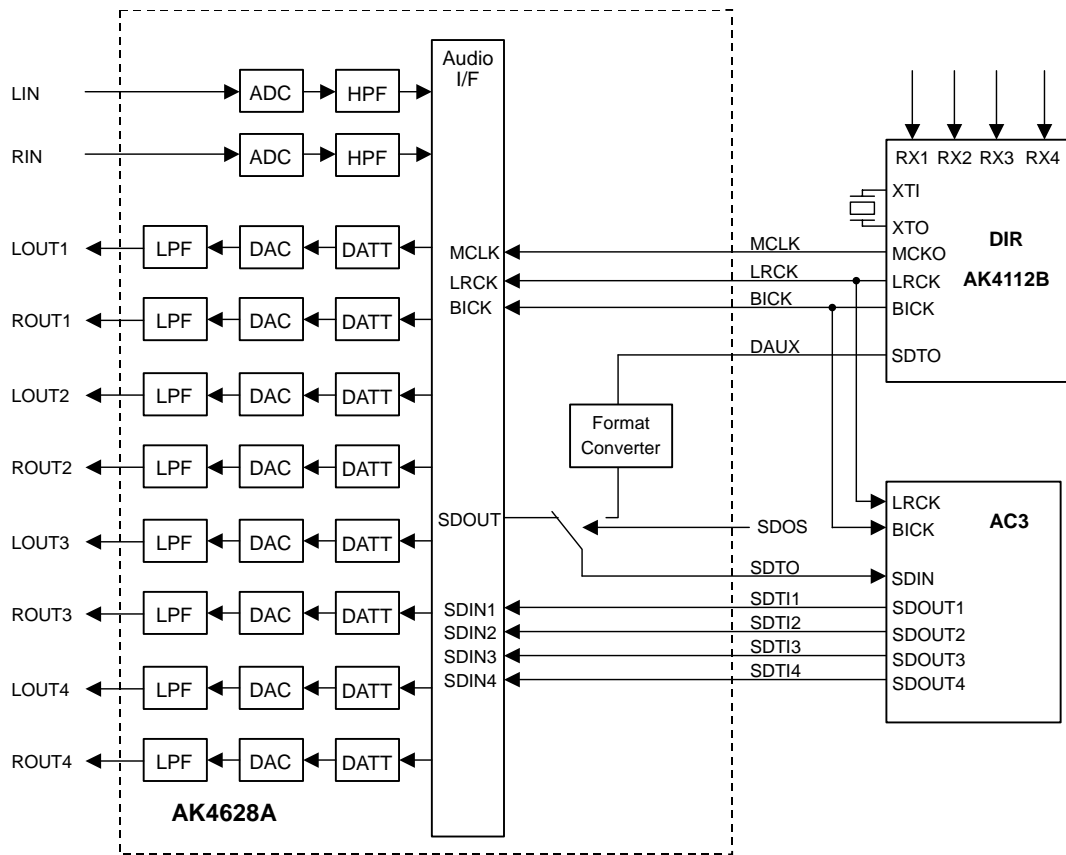 Audio
I/F
LIN
ADC
HPF
RIN
ADC
HPF
RX1 RX2 RX3 RX4
XTI
XTO
DIR
AK4112B
MCKO
LRCK
BICK
SDTO
LOUT1
LPF
DAC
DATT
MCLK
MCLK
LRCK
LRCK
BICK
BICK
ROUT1
LPF
DAC
DATT
DAUX
LOUT2
LPF
DAC
DATT
Format
Converter
ROUT2
LPF
DAC
DATT
LRCK
BICK
AC3
SDOUT
SDOS
LOUT3
LPF
DAC
DATT
SDTO
SDIN
ROUT3
LPF
DAC
DATT
SDIN1
SDTI1
SDOUT1
SDIN2
SDTI2
SDOUT2
SDIN3
SDTI3
SDOUT3
SDIN4
SDTI4
SDOUT4
LOUT4
LPF
DAC
DATT
ROUT4
LPF
DAC
DATT
AK4628A